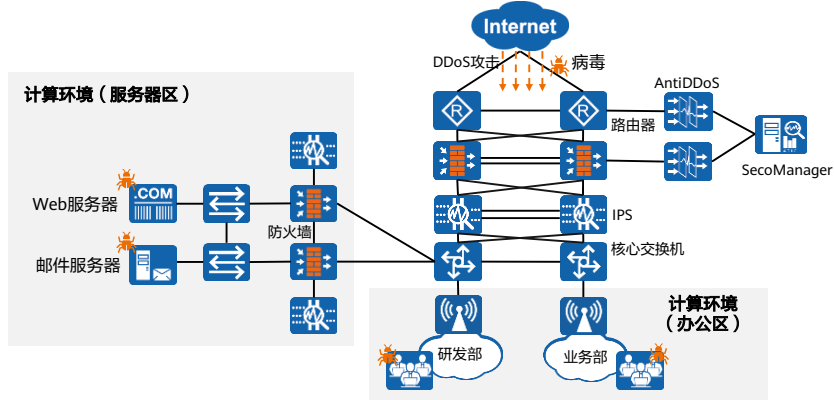 Internet
DDoS攻击
病毒
计算环境（服务器区）
AntiDDoS
R
R
路由器
SecoManager
.COM
Web服务器
IPS
防火墙
核心交换机
邮件服务器
计算环境
（办公区）
研发部
业务部